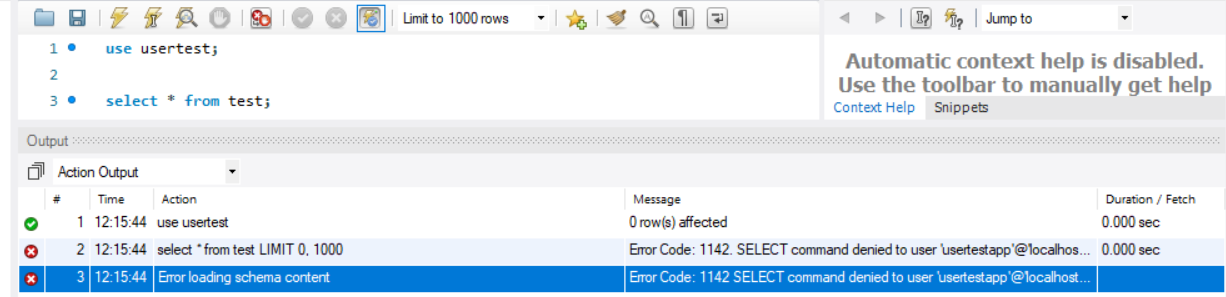 Limit to 1000 rows
Jump to
1 use usertest;
2
3 select * from test;
Automatic context help is disabled.
Use the toolbar to manually get help
Context Help Snippets
Output
Action Output
# Time Action Message Duration / Fetch
1 12:15:44 use usertest 0 row(s) affected 0.000 sec
2 12:15:44 select * from test LIMIT 0, 1000 Error Code: 1142. SELECT command denied to user 'usertestapp'@'localhos... 0.000 sec
3 12:15:44 Error loading schema content Error Code: 1142 SELECT command denied to user 'usertestapp'@'localhost...